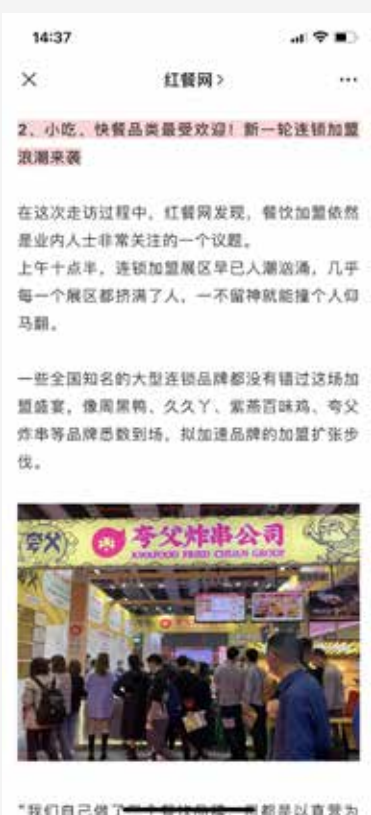 14:37
红餐网>
2、小吃、快餐品类最受欢迎！新一轮连锁加盟
浪潮来袭
在这次走访过程中，红餐网发现，餐饮加盟依然
是业内人士非常关注的一个议题。
上午十点半，连锁加盟展区早已人潮汹涌，几乎
每一个展区都挤满了人，一不留神就能撞个人仰
马翻。
一些全国知名的大型连锁品牌都没有错过这场加
盟盛宴，像周黑鸭、久久丫、紫燕百味鸡、夸父
炸串等品牌悉数到场，拟加速品牌的加盟扩张步
伐。
夸父
夸父炸串公司
KWAFOOD FRIED CHUAN GROUP
"我们自己做了
都是以直营为